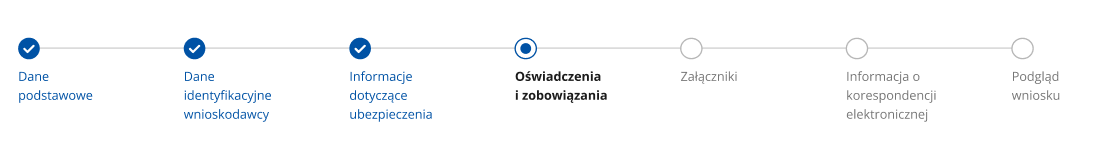 Dane
podstawowe
Dane
identyfikacyjne
wnioskodawcy
Informacje
dotyczące
ubezpieczenia
Oświadczenia
i zobowiązania
Załączniki
Informacja o
korespondencji
elektronicznej
Podgląd
wniosku